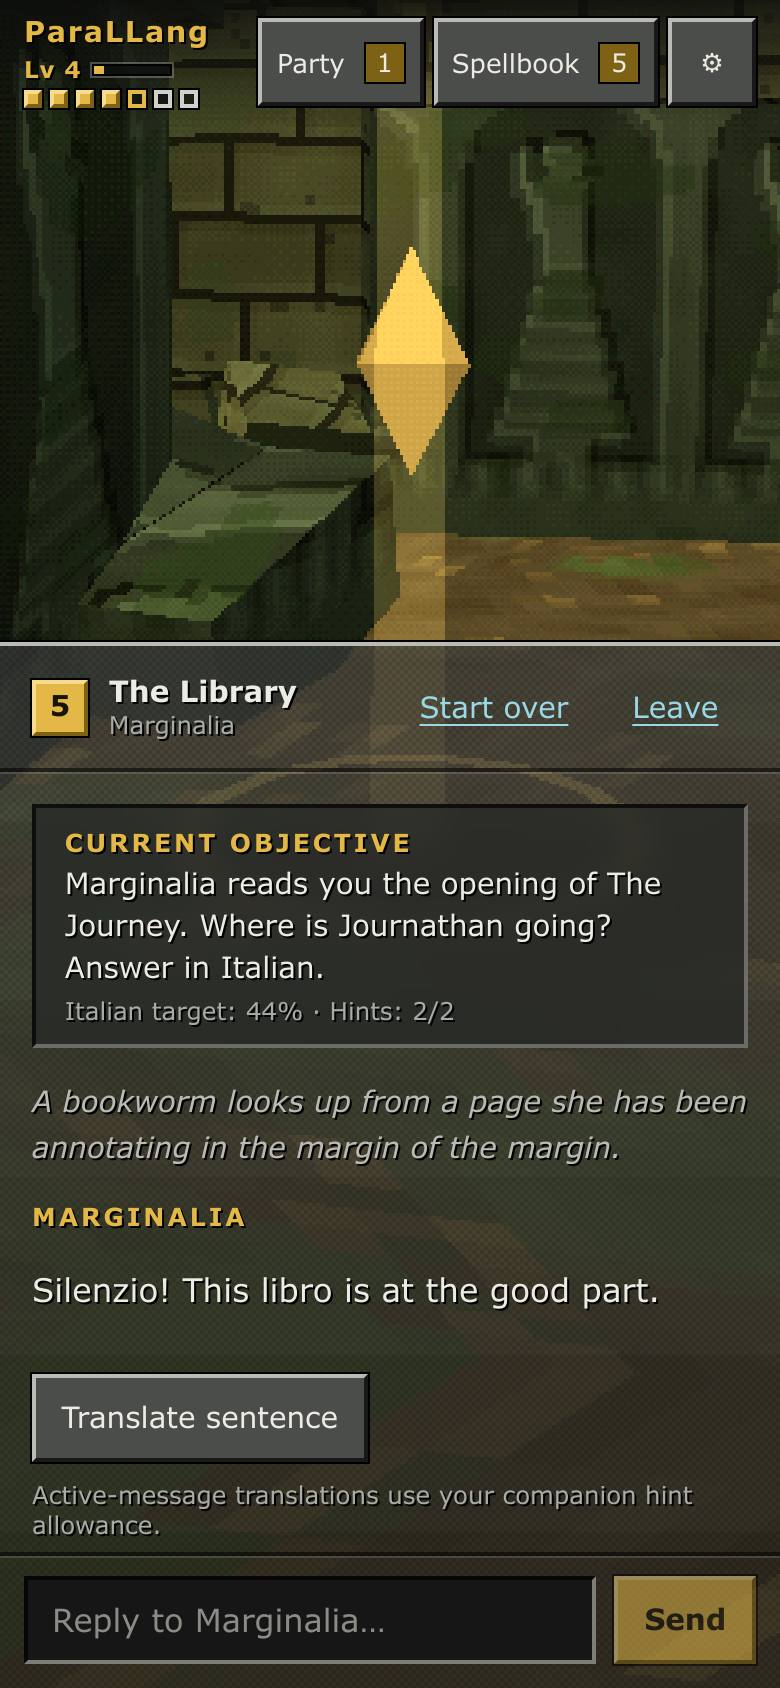 ParaLLang
Lv 4
Party 1
Spellbook 5
⚙
5
The Library
Marginalia
Start over
Leave
CURRENT OBJECTIVE
Marginalia reads you the opening of The
Journey. Where is Journathan going?
Answer in Italian.
Italian target: 44% · Hints: 2/2
A bookworm looks up from a page she has been
annotating in the margin of the margin.
MARGINALIA
Silenzio! This libro is at the good part.
Translate sentence
Active-message translations use your companion hint
allowance.
Reply to Marginalia…
Send